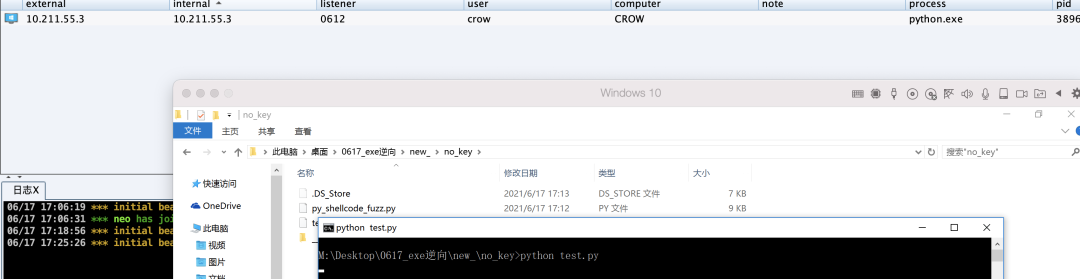 external internal listener user computer note process pid
10.211.55.3 10.211.55.3 0612 crow CROW python.exe 3896
Windows 10
no_key
文件 主页 共享 查看
此电脑 桌面 0617_exe逆向 new_ no_key 搜索"no_key"
名称 修改日期 类型 大小
快速访问
.DS_Store 2021/6/17 17:13 DS_STORE 文件 7 KB
OneDrive
py_shellcode_fuzz.py 2021/6/17 17:12 PY 文件 9 KB
此电脑
视频
图片
文档
日志X
06/17 17:06:19 *** initial bea
06/17 17:06:31 *** neo has joi
06/17 17:18:56 *** initial bea
06/17 17:25:26 *** initial bea
python test.py
M:\Desktop\0617_exe逆向\new_\no_key>python test.py